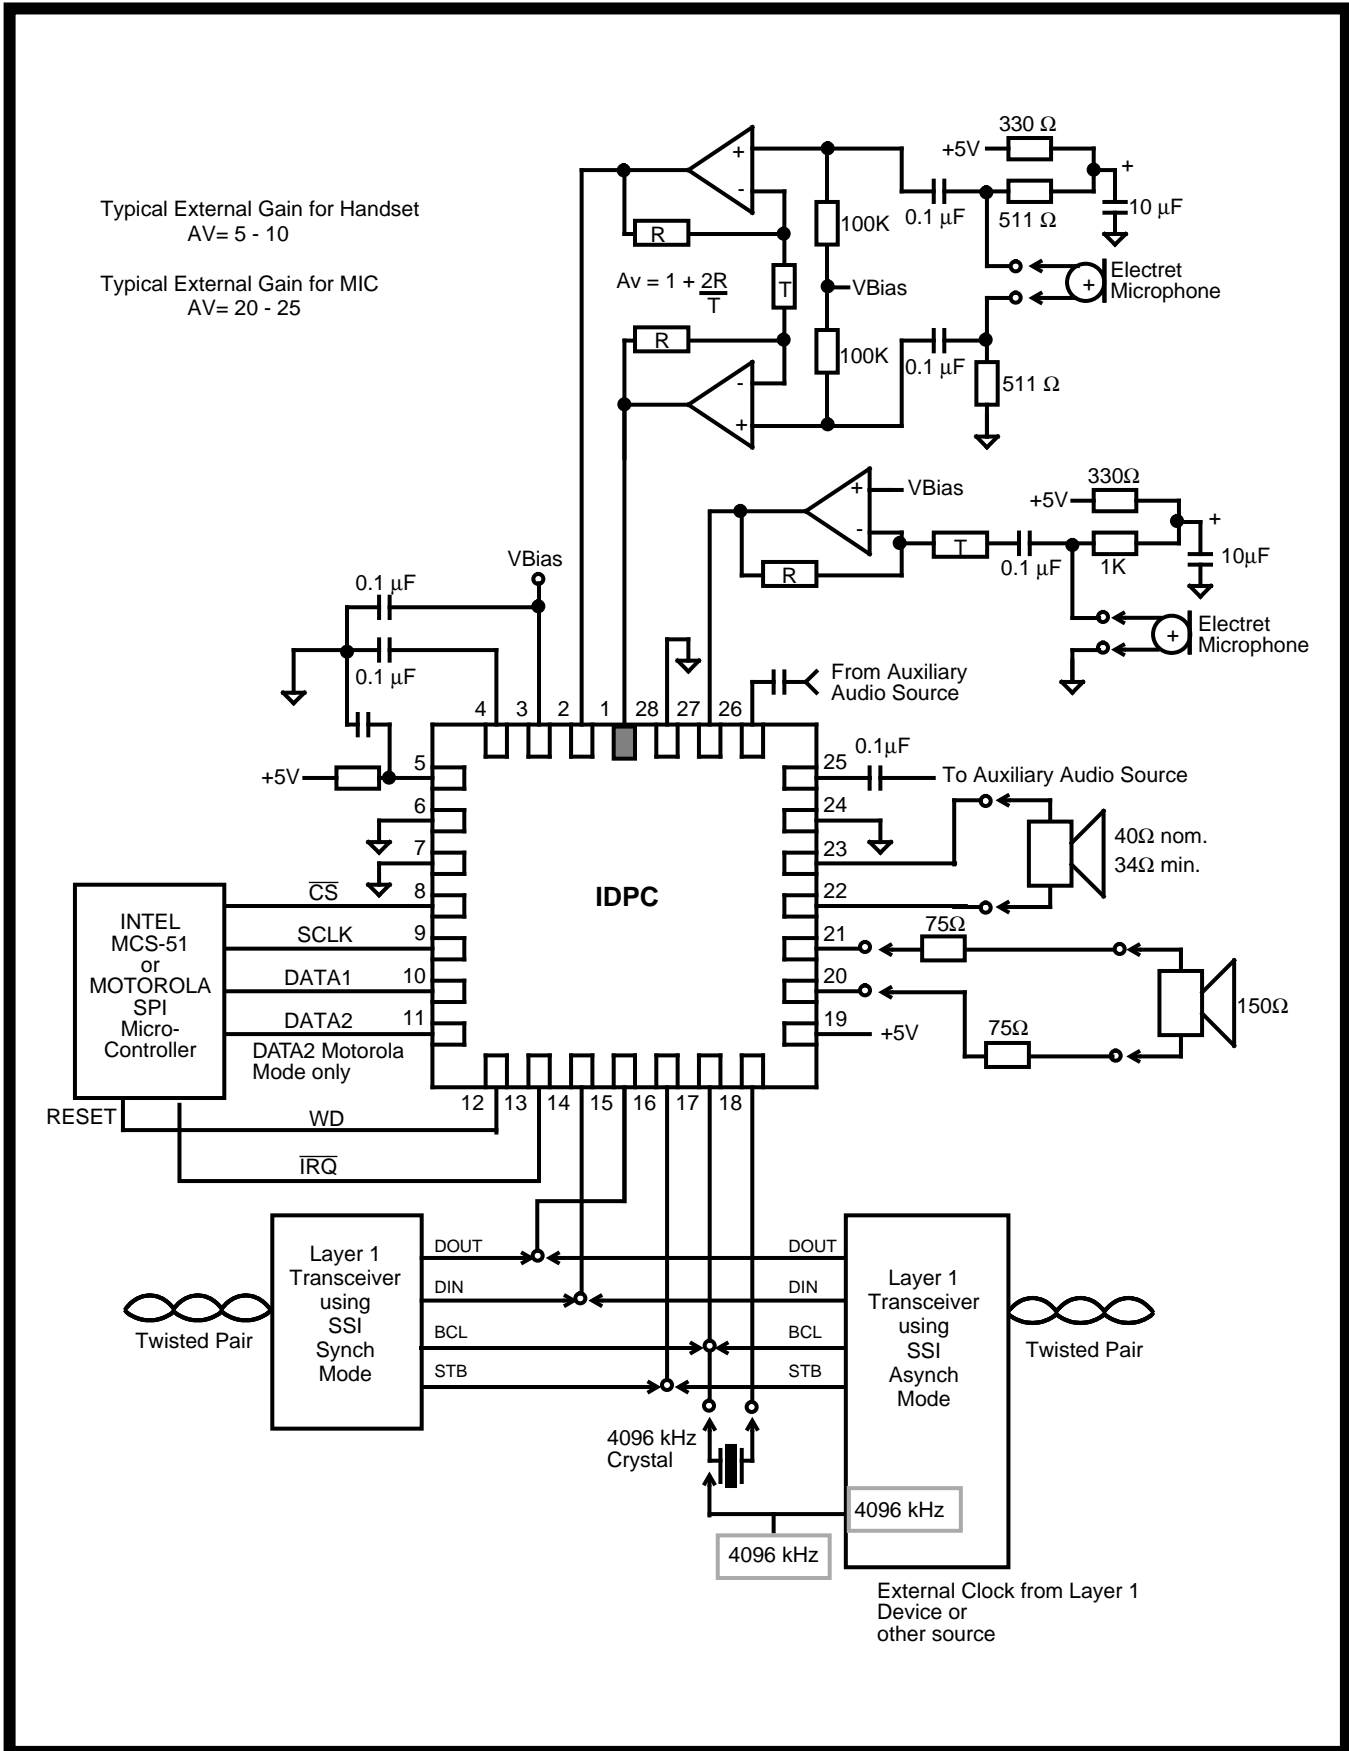 330 Ω
+5V
+
0.1 μF
511 Ω
10 μF
Typical External Gain for Handset
AV= 5 - 10
Typical External Gain for MIC
AV= 20 - 25
+
-
R
100K
Av = 1 + 2R
T
T
VBias
Electret
Microphone
+
R
100K
0.1 μF
511 Ω
-
+
330Ω
+5V
+
VBias
+
-
R
T
0.1 μF
1K
10μF
Electret
Microphone
+
VBias
0.1 μF
0.1 μF
From Auxiliary
Audio Source
4
3
2
1
28
27
26
+5V
5
6
7
8
9
10
11
25
24
23
22
21
20
19
0.1μF
To Auxiliary Audio Source
40Ω nom.
34Ω min.
75Ω
75Ω
150Ω
+5V
IDPC
INTEL
MCS-51
or
MOTOROLA
SPI
Micro-
Controller
CS
SCLK
DATA1
DATA2
DATA2 Motorola
Mode only
RESET
WD
IRQ
12
13
14
15
16
17
18
Twisted Pair
Layer 1
Transceiver
using
SSI
Synch
Mode
DOUT
DIN
BCL
STB
DOUT
DIN
BCL
STB
Layer 1
Transceiver
using
SSI
Asynch
Mode
Twisted Pair
4096 kHz
Crystal
4096 kHz
4096 kHz
External Clock from Layer 1
Device or
other source